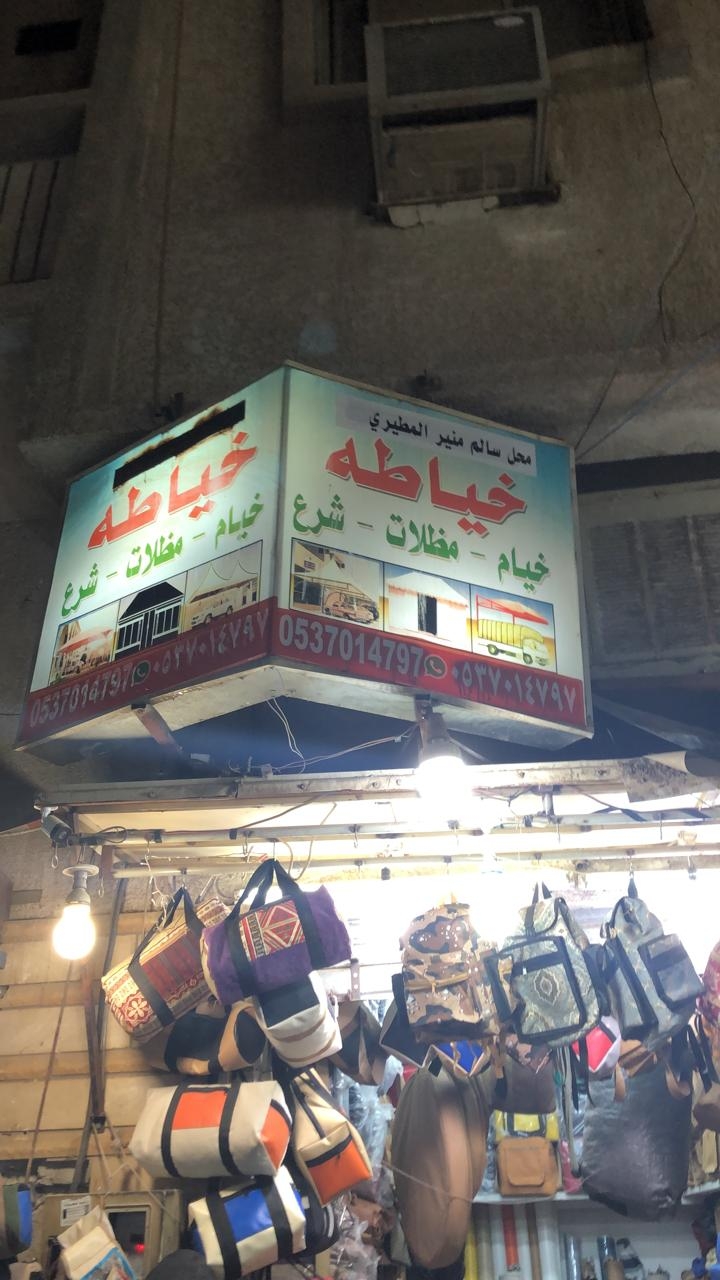 خياطه
خيام - مظلات - شرع
0537014797 ٠٥٣٧٠١٤٧٩٧
محل سالم منير المطيري
خياطه
خيام - مظلات - شرع
0537014797 ٠٥٣٧٠١٤٧٩٧